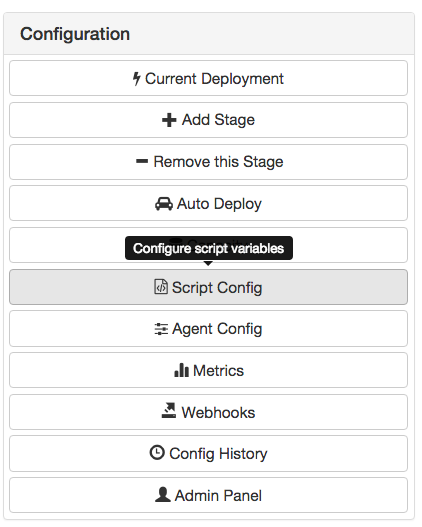 Configuration
Current Deployment
Add Stage
Remove this Stage
Auto Deploy
Configure script variables
Script Config
Agent Config
Metrics
Webhooks
Config History
Admin Panel